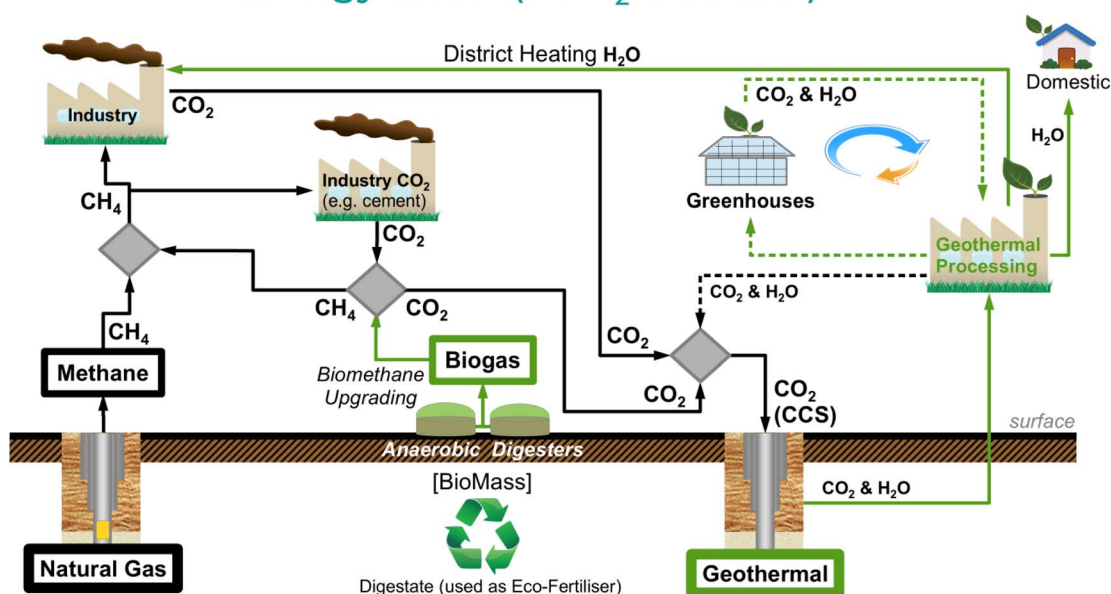 District Heating H₂O
Domestic
CO₂
Industry
CO₂ & H₂O
H₂O
Industry CO₂
(e.g. cement)
CH₄
Greenhouses
CO₂
Geothermal
Processing
CO₂ & H₂O
CH₄
CO₂
CH₄
CO₂
Biogas
Methane
Biomethane
Upgrading
CO₂
CO₂
(CCS)
surface
Anaerobic Digesters
[BioMass]
CO₂ & H₂O
Natural Gas
Geothermal
Digestate (used as Eco-Fertiliser)